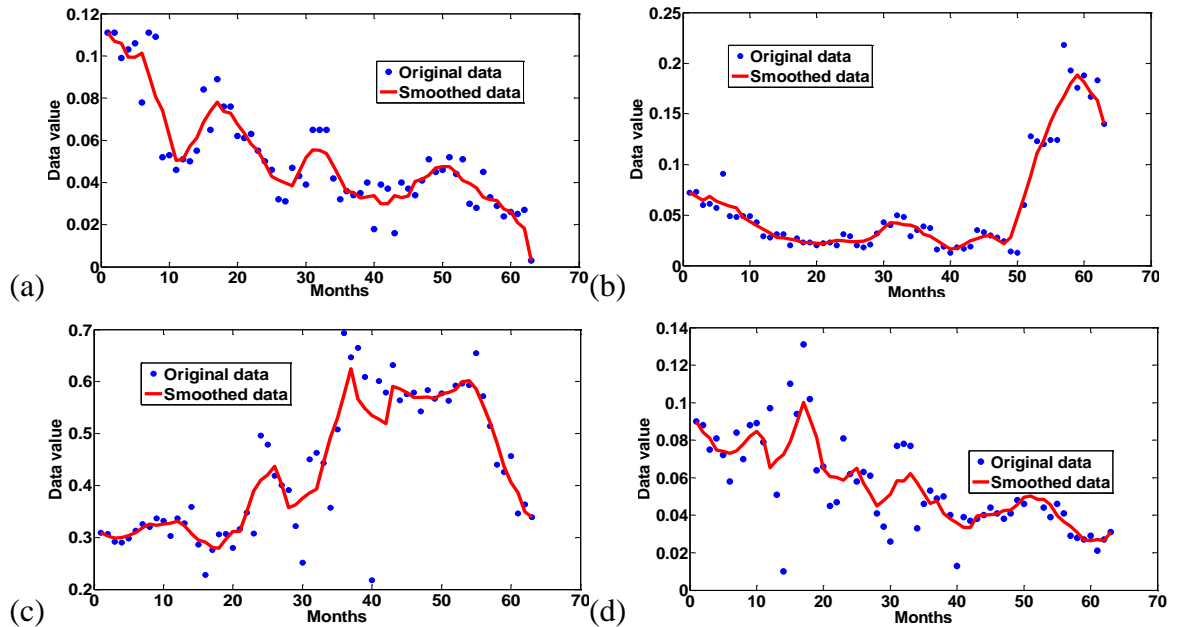 0.12
0.1
0.08
0.06
0.04
0.02
0
Data value
Original data
Smoothed data
0 10 20 30 40 50 60 70
Months
(a)
0.25
0.2
0.15
0.1
0.05
0
Data value
Original data
Smoothed data
0 10 20 30 40 50 60 70
Months
(b)
0.7
0.6
0.5
0.4
0.3
0.2
Data value
Original data
Smoothed data
0 10 20 30 40 50 60 70
Months
(c)
0.14
0.12
0.1
0.08
0.06
0.04
0.02
0
Data value
Original data
Smoothed data
0 10 20 30 40 50 60 70
Months
(d)